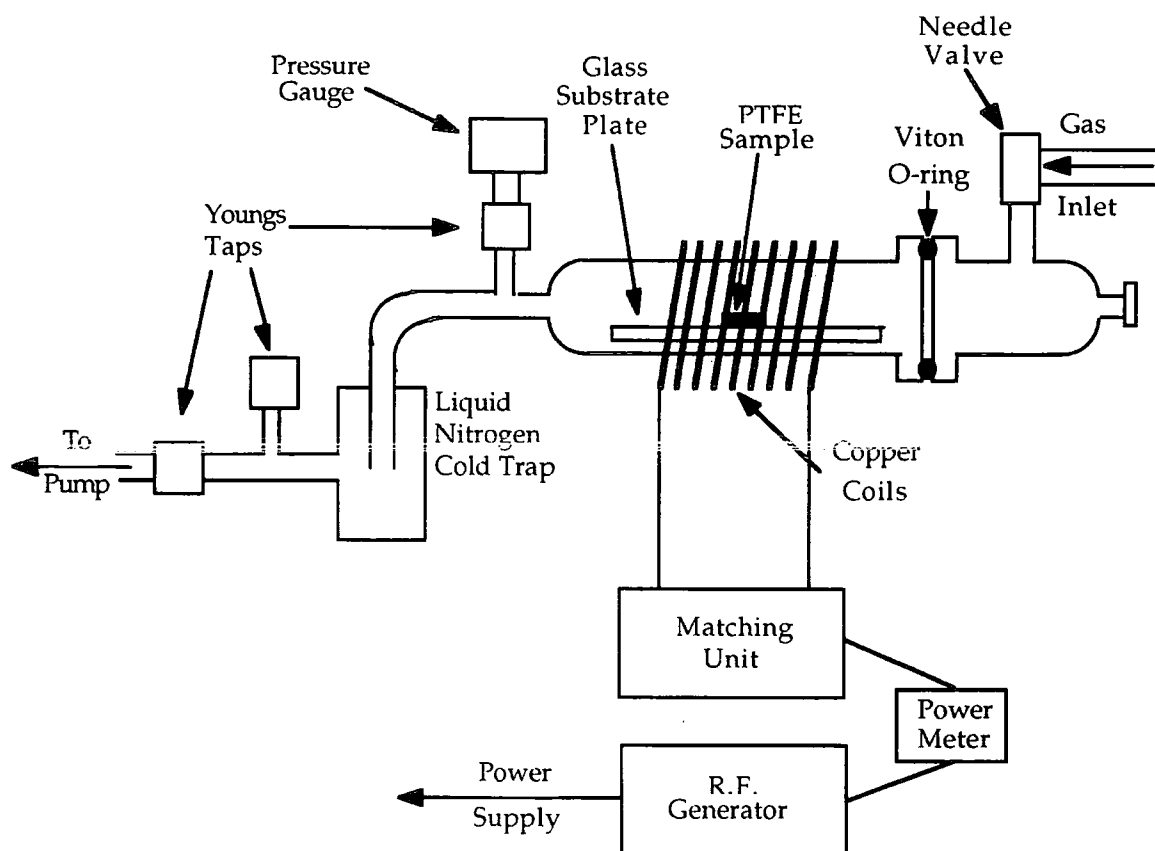 Needle
Valve
Pressure
Gauge
Glass
Substrate
Plate
PTFE
Sample
Viton
O-ring
Gas
Inlet
Youngs
Taps
Liquid
Nitrogen
Cold Trap
To
Pump
Copper
Coils
Matching
Unit
Power
Meter
Power
Supply
R.F.
Generator